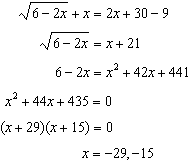 √(6−2x) + x = 2x + 30 − 9
√(6−2x) = x + 21
6 − 2x = x² + 42x + 441
x² + 44x + 435 = 0
(x + 29)(x + 15) = 0
x = −29, −15